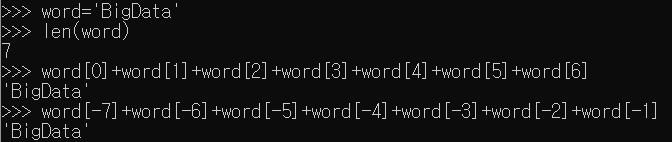 >>> word='BigData'
>>> len(word)
7
>>> word[0]+word[1]+word[2]+word[3]+word[4]+word[5]+word[6]
'BigData'
>>> word[-7]+word[-6]+word[-5]+word[-4]+word[-3]+word[-2]+word[-1]
'BigData'